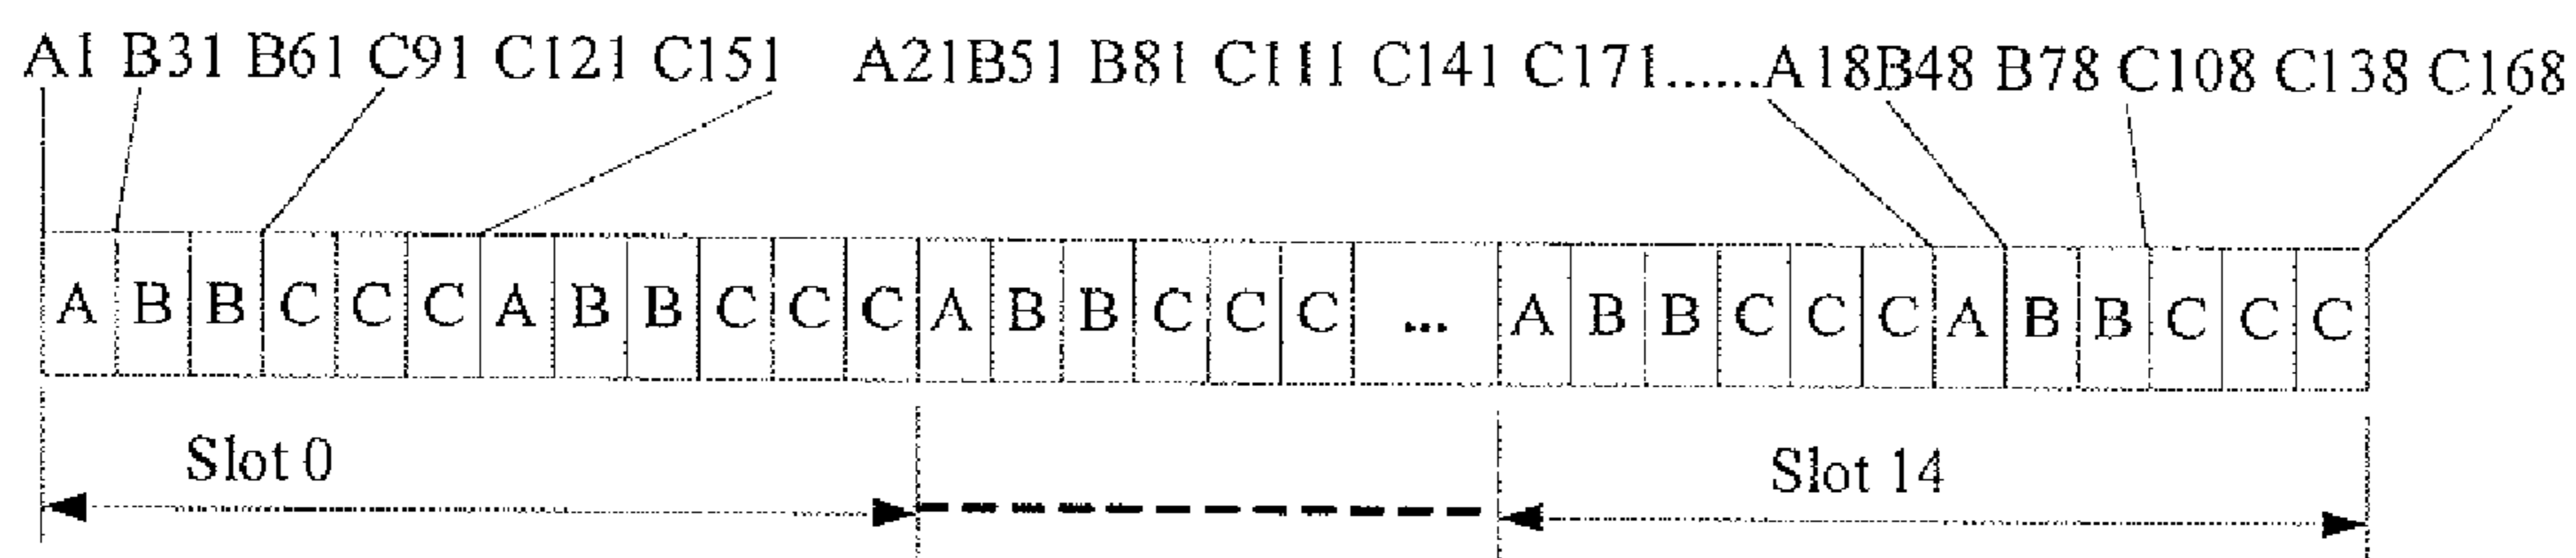 A1 B31 B61 C91 C121 C151 A21B51 B81 C111 C141 C171......A18B48 B78 C108 C138 C168
A B B C C C A B B C C C A B B C C C ... A B B C C C A B B C C C
Slot 0 Slot 14